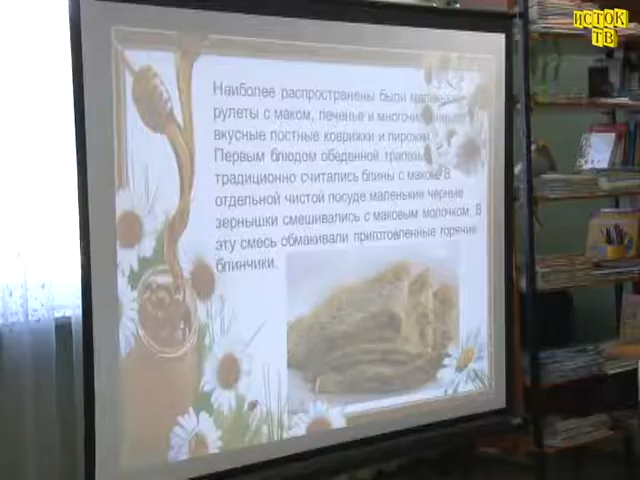 ИСТОК
ТВ
Наиболее распространены были
рулеты с маком, печенье и
вкусные постные коврижки и пироги
Первым блюдом обеденной трапезы
традиционно считались блины с маком. В
отдельной чистой посуде маленькие черные
зернышки смешивались с маковым молочком. В
эту смесь обмакивали приготовленные горячие
блинчики.